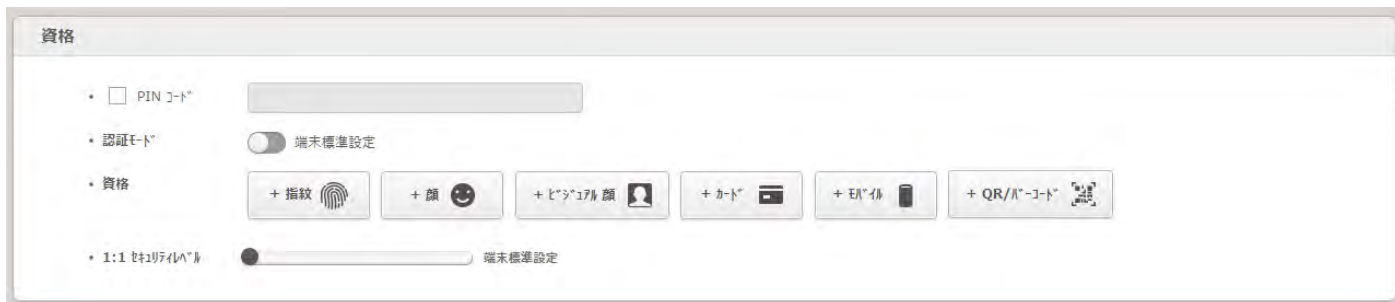 資格
PIN ｺｰﾄﾞ
認証ﾓｰﾄﾞ 端末標準設定
資格 + 指紋 + 顔 + ﾋﾞｼﾞｭｱﾙ 顔 + ｶｰﾄﾞ + ﾓﾊﾞｲﾙ + QR/ﾊﾞｰｺｰﾄﾞ
1:1 ｾｷｭﾘﾃｨﾚﾍﾞﾙ 端末標準設定